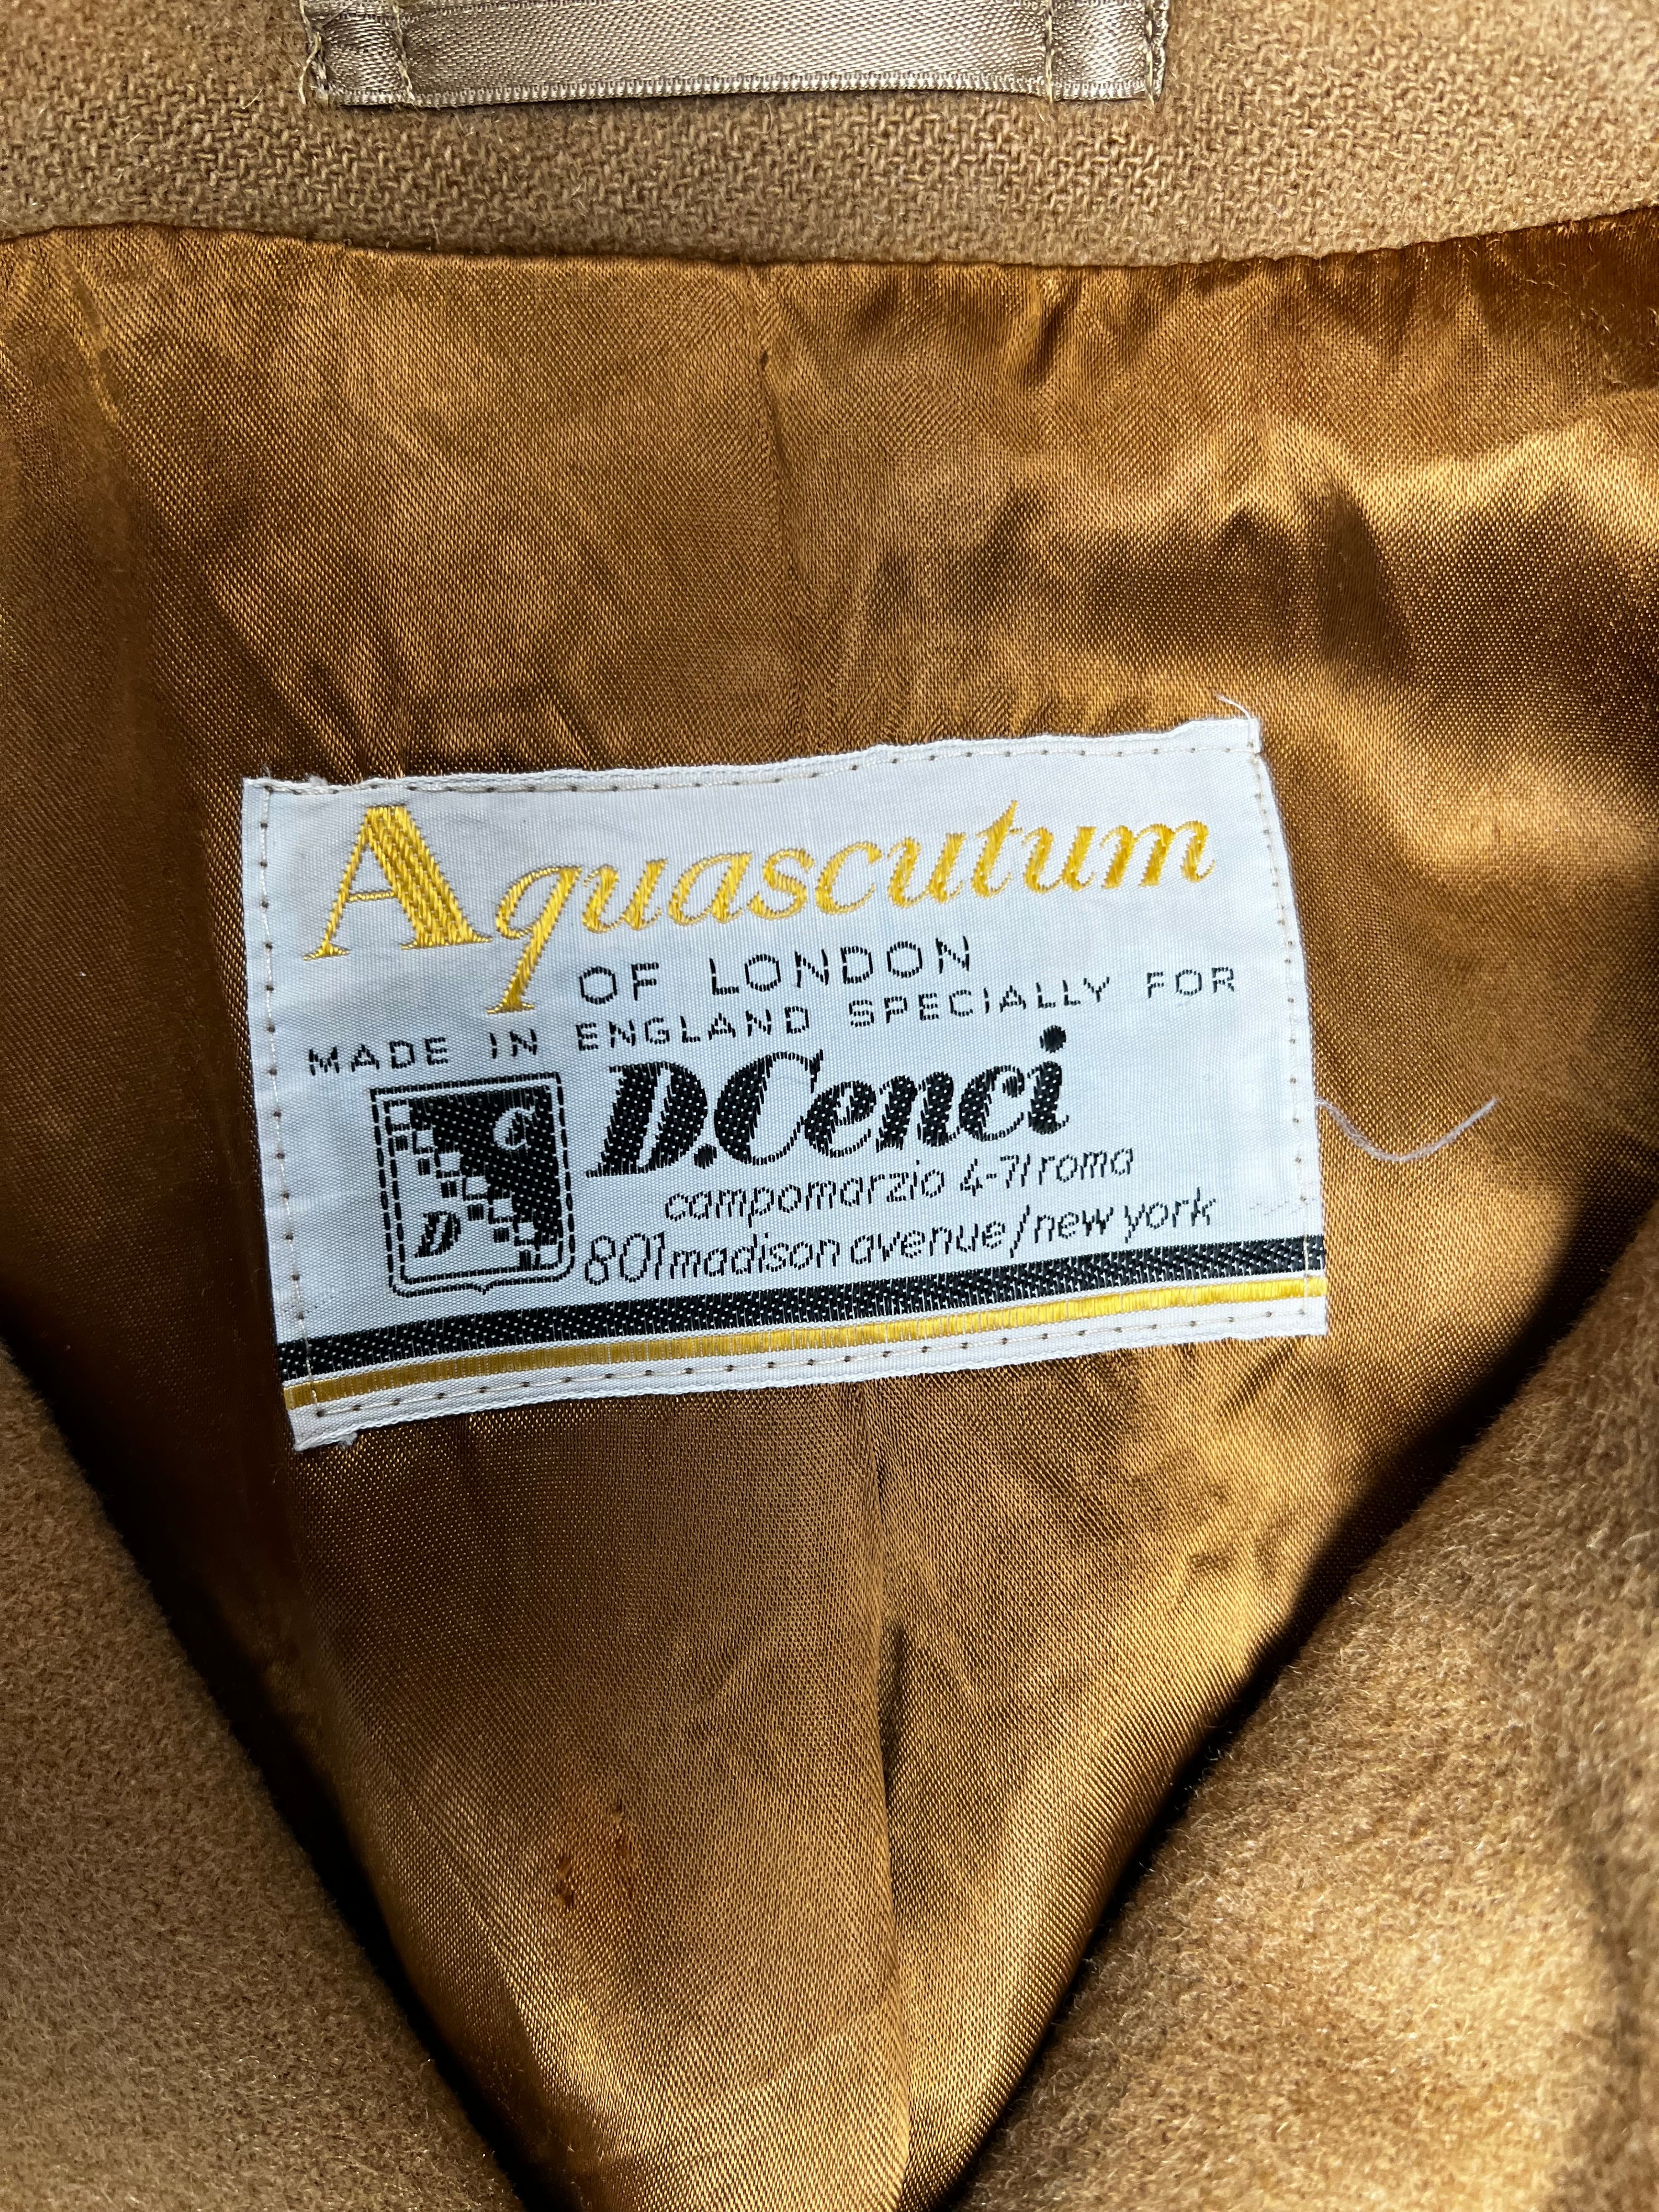 Aquascutum
OF LONDON
MADE IN ENGLAND SPECIALLY FOR
D.Cenci
campomarzio 4-7/roma
801 madison avenue/new york
C
D